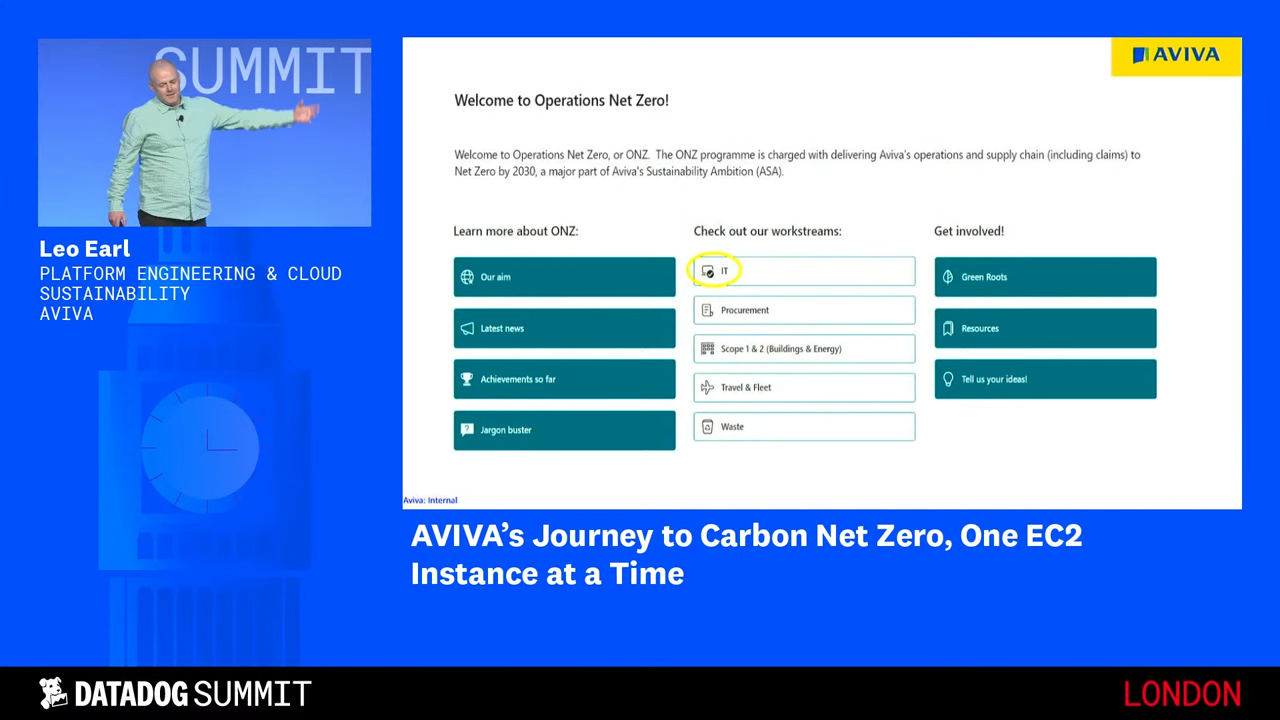 SUMMIT
Leo Earl
PLATFORM ENGINEERING & CLOUD
SUSTAINABILITY
AVIVA
AVIVA
Welcome to Operations Net Zero!
Welcome to Operations Net Zero, or ONZ. The ONZ programme is charged with delivering Aviva's operations and supply chain (including claims) to
Net Zero by 2030, a major part of Aviva's Sustainability Ambition (ASA).
Learn more about ONZ:
Our aim
Latest news
Achievements so far
Jargon buster
Check out our workstreams:
IT
Procurement
Scope 1 & 2 (Buildings & Energy)
Travel & Fleet
Waste
Get involved!
Green Roots
Resources
Tell us your ideas!
Aviva: Internal
AVIVA's Journey to Carbon Net Zero, One EC2
Instance at a Time
DATADOG SUMMIT
LONDON